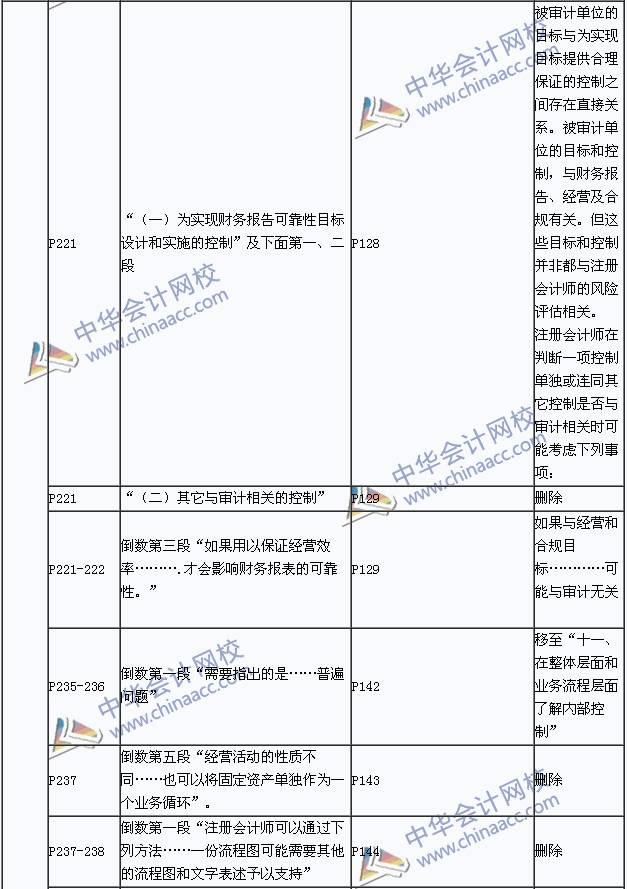 被审计单位的
目标与为实现
目标提供合理
保证的控制之
间存在直接关
系。被审计单
位的目标和控
制，与财务报
告、经营及合
规有关。但这
些目标和控制
并非都与注册
会计师的风险
评估相关。
注册会计师在
判断一项控制
单独或连同其
它控制是否与
审计相关时可
能考虑下列事
项：
P221
“（一）为实现财务报告可靠性目标
设计和实施的控制”及下面第一、二
段
P128
P221
“（二）其它与审计相关的控制”
P129
删除
P221-222
倒数第三段“如果用以保证经营效
率……….才会影响财务报表的可靠
性。”
P129
如果与经营和
合规目
标…………可
能与审计无关
P235-236
倒数第一段“需要指出的是……普遍
问题”
P142
移至“十一、
在整体层面和
业务流程层面
了解内部控
制”
P237
倒数第五段“经营活动的性质不
同……也可以将固定资产单独作为一
个业务循环”。
P143
删除
P237-238
倒数第一段“注册会计师可以通过下
列方法……一份流程图可能需要其他
的流程图和文字表述予以支持”
P144
删除
中华会计网校
www.chinaacc.com
中华会计网校
www.chinaacc.com
中华会计网校
www.chinaacc.com
中华会计网校
www.chinaacc.com
中华会计网校
www.chinaacc.com